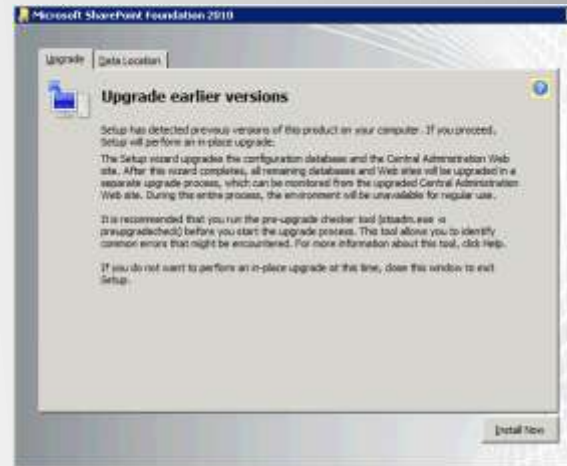 Microsoft SharePoint Foundation 2010
Upgrade
Data Location
Upgrade earlier versions
Setup has detected previous versions of this product on your computer. If you proceed,
Setup will perform an in-place upgrade.
The Setup wizard upgrades the configuration database and the Central Administration Web
site. After this wizard completes, all remaining databases and Web sites will be upgraded in a
separate upgrade process, which can be monitored from the upgraded Central Administration
Web site. During the entire process, the environment will be unavailable for regular use.
It is recommended that you run the pre-upgrade checker tool (stsadm.exe -o
preupgradecheck) before you start the upgrade process. This tool allows you to identify
common errors that might be encountered. For more information about this tool, click Help.
If you do not want to perform an in-place upgrade at this time, close this window to exit
Setup.
Install Now